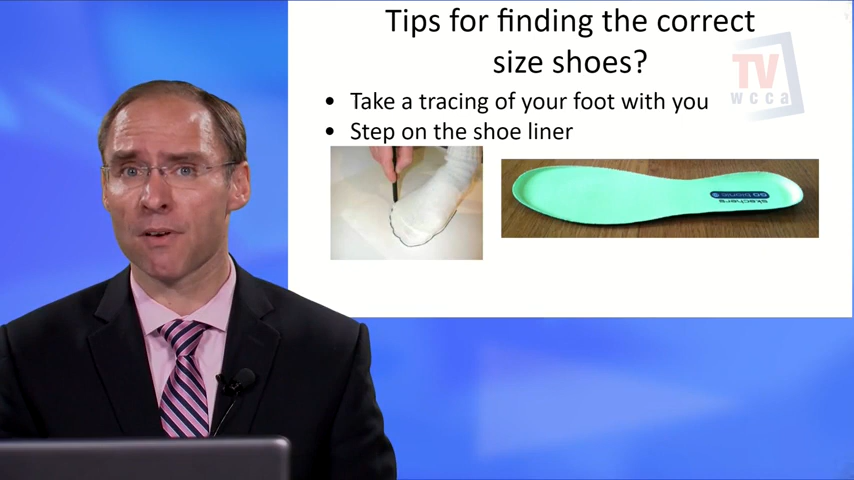 Tips for finding the correct
size shoes?
TV
wcca
• Take a tracing of your foot with you
• Step on the shoe liner
skechers